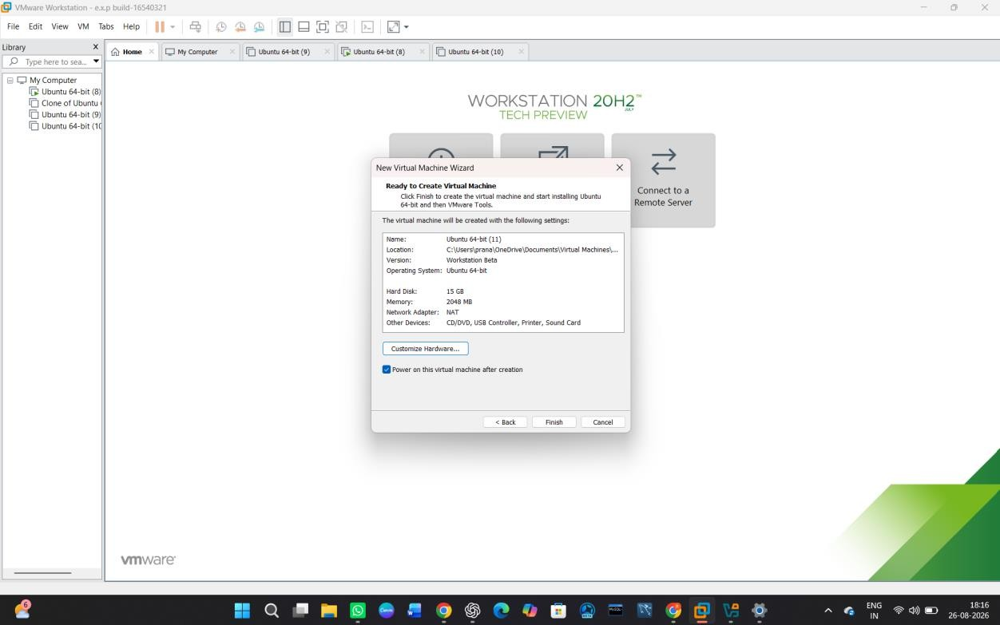 VMware Workstation - e.x.p build-16540321
File Edit View VM Tabs Help
Library
Type here to sea...
Home
My Computer
Ubuntu 64-bit (9)
Ubuntu 64-bit (8)
Ubuntu 64-bit (10)
My Computer
Ubuntu 64-bit (8)
Clone of Ubuntu
Ubuntu 64-bit (9)
Ubuntu 64-bit (10
WORKSTATION 20H2™
JULY
TECH PREVIEW
Connect to a
Remote Server
New Virtual Machine Wizard
Ready to Create Virtual Machine
Click Finish to create the virtual machine and start installing Ubuntu
64-bit and then VMware Tools.
The virtual machine will be created with the following settings:
Name: Ubuntu 64-bit (11)
Location: C:\Users\prana\OneDrive\Documents\Virtual Machines\...
Version: Workstation Beta
Operating System: Ubuntu 64-bit
Hard Disk: 15 GB
Memory: 2048 MB
Network Adapter: NAT
Other Devices: CD/DVD, USB Controller, Printer, Sound Card
Customize Hardware...
Power on this virtual machine after creation
< Back Finish Cancel
vmware
6
Canva
W
BETA
MySQL
ENG
IN
18:16
26-08-2026